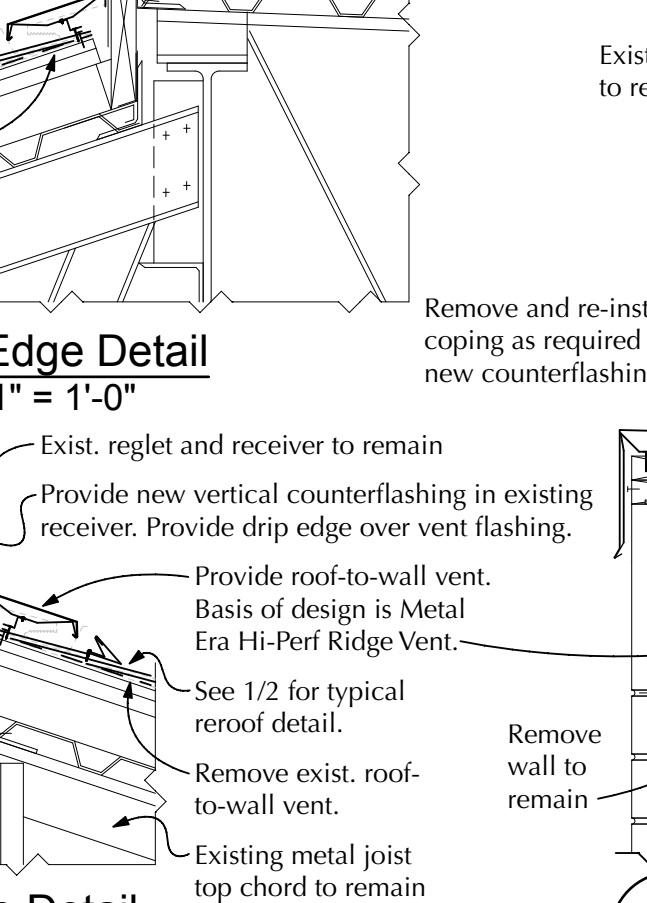 Exist
to re
Remove and re-inst
coping as required
new counterflashin
Edge Detail
1" = 1'-0"
Exist. reglet and receiver to remain
Provide new vertical counterflashing in existing
receiver. Provide drip edge over vent flashing.
Provide roof-to-wall vent.
Basis of design is Metal
Era Hi-Perf Ridge Vent.
See 1/2 for typical
reroof detail.
Remove exist. roof-
to-wall vent.
Existing metal joist
top chord to remain
Remove
wall to
remain
Detail